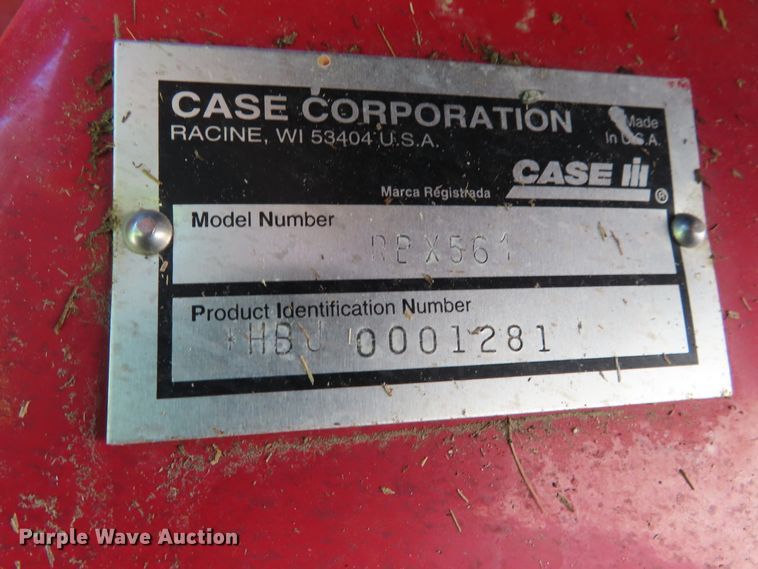 CASE CORPORATION
RACINE, WI 53404 U.S.A.
Made
In U.S.A.
CASE IH
®
Marca Registrada
Model Number
RBX561
Product Identification Number
*HBJ 0001281
Purple Wave Auction®